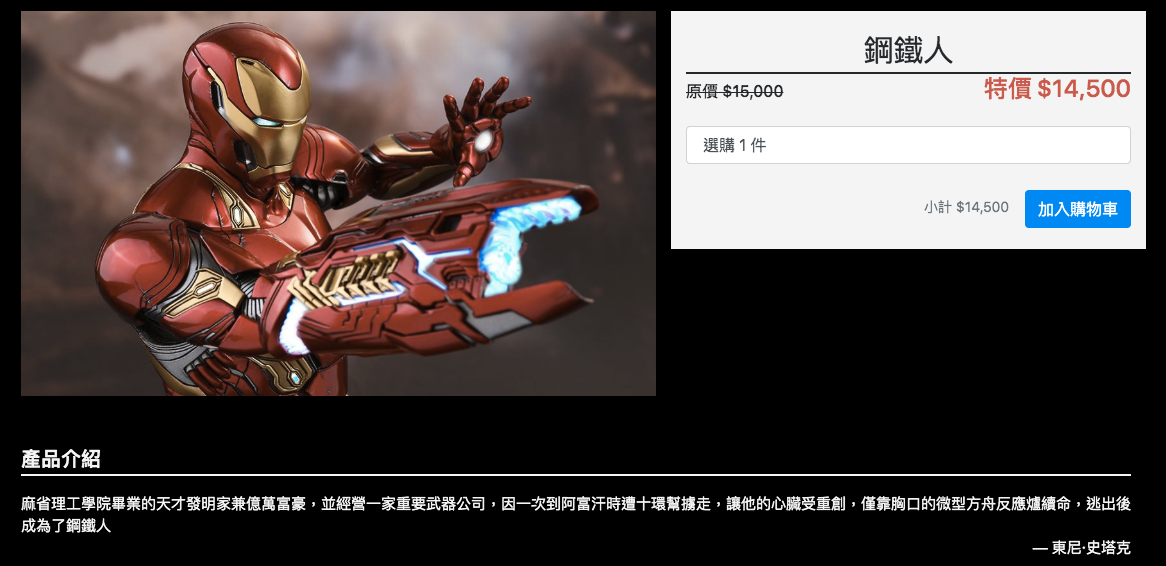 鋼鐵人
原價 $15,000
特價 $14,500
選購 1 件
小計 $14,500
加入購物車
產品介紹
麻省理工學院畢業的天才發明家兼億萬富豪，並經營一家重要武器公司，因一次到阿富汗時遭十環幫擄走，讓他的心臟受重創，僅靠胸口的微型方舟反應爐續命，逃出後
成為了鋼鐵人
— 東尼·史塔克